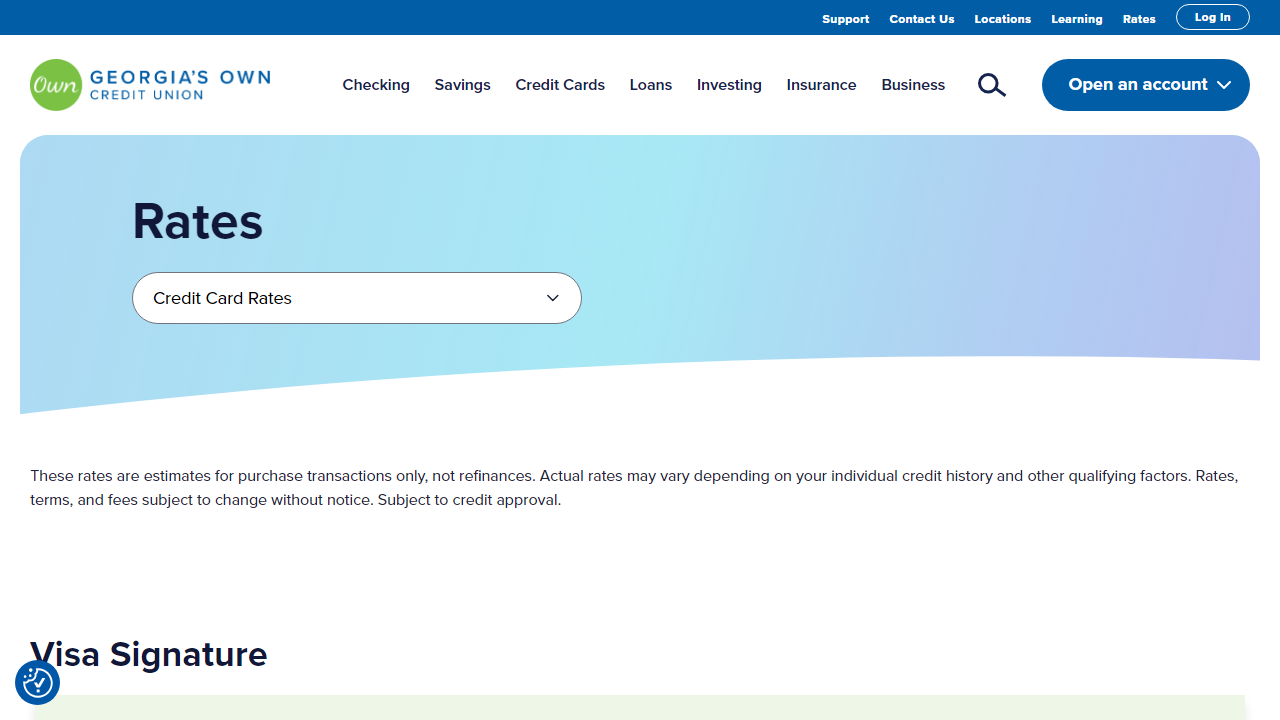 Support Contact Us Locations Learning Rates Log In
Own GEORGIA'S OWN
CREDIT UNION
Checking Savings Credit Cards Loans Investing Insurance Business Open an account
Rates
Credit Card Rates
These rates are estimates for purchase transactions only, not refinances. Actual rates may vary depending on your individual credit history and other qualifying factors. Rates,
terms, and fees subject to change without notice. Subject to credit approval.
Visa Signature